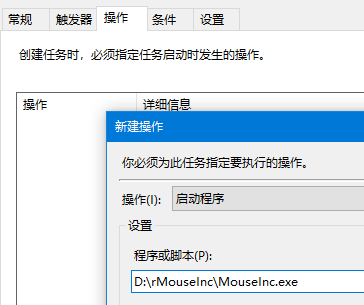 常规 触发器 操作 条件 设置
创建任务时，必须指定任务启动时发生的操作。
操作 详细信息
新建操作
你必须为此任务指定要执行的操作。
操作(I): 启动程序
设置
程序或脚本(P):
D:\rMouseInc\MouseInc.exe